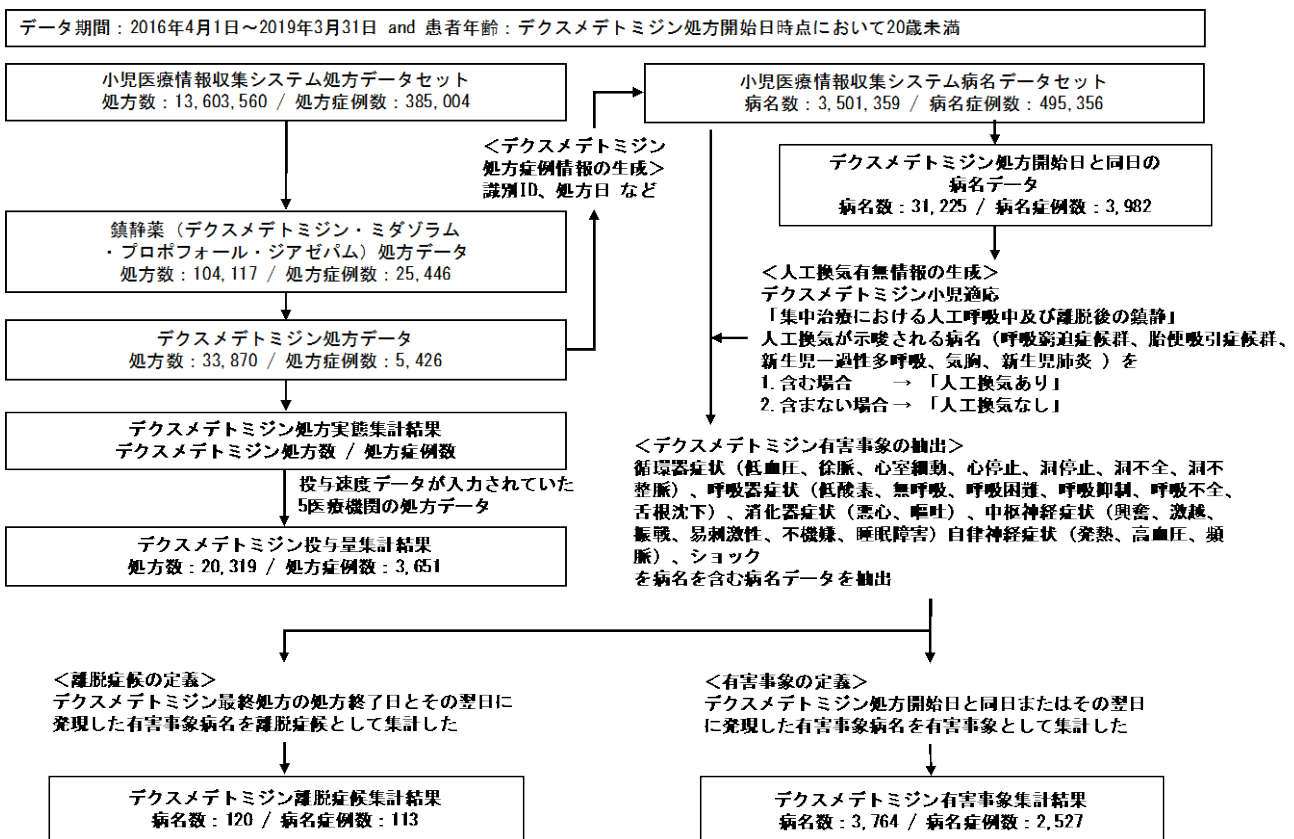 データ期間：2016年4月1日～2019年3月31日 and 患者年齢：デクスメデトミジン処方開始日時点において20歳未満
小児医療情報収集システム処方データセット
処方数：13,603,560 / 処方症例数：385,004
鎮静薬（デクスメデトミジン・ミダゾラム
・プロポフォール・ジアゼパム）処方データ
処方数：104,117 / 処方症例数：25,446
デクスメデトミジン処方データ
処方数：33,870 / 処方症例数：5,426
デクスメデトミジン処方実態集計結果
デクスメデトミジン処方数 / 処方症例数
投与速度データが入力されていた
5医療機関の処方データ
デクスメデトミジン投与量集計結果
処方数：20,319 / 処方症例数：3,651
＜デクスメデトミジン
処方症例情報の生成＞
識別ID、処方日 など
小児医療情報収集システム病名データセット
病名数：3,501,359 / 病名症例数：495,356
デクスメデトミジン処方開始日と同日の
病名データ
病名数：31,225 / 病名症例数：3,982
＜人工換気有無情報の生成＞
デクスメデトミジン小児適応
「集中治療における人工呼吸中及び離脱後の鎮静」
人工換気が示唆される病名（呼吸窮迫症候群、胎便吸引症候群、
新生児一過性多呼吸、気胸、新生児肺炎 ）を
1.含む場合 → 「人工換気あり」
2.含まない場合→ 「人工換気なし」
＜デクスメデトミジン有害事象の抽出＞
循環器症状（低血圧、徐脈、心室細動、心停止、洞停止、洞不全、洞不
整脈）、呼吸器症状（低酸素、無呼吸、呼吸困難、呼吸抑制、呼吸不全、
舌根沈下）、消化器症状（悪心、嘔吐）、中枢神経症状（興奮、激越、
振戦、易刺激性、不機嫌、睡眠障害）自律神経症状（発熱、高血圧、頻
脈）、ショック
を病名を含む病名データを抽出
＜離脱症候の定義＞
デクスメデトミジン最終処方の処方終了日とその翌日に
発現した有害事象病名を離脱症候として集計した
デクスメデトミジン離脱症候集計結果
病名数：120 / 病名症例数：113
＜有害事象の定義＞
デクスメデトミジン処方開始日と同日またはその翌日
に発現した有害事象病名を有害事象として集計した
デクスメデトミジン有害事象集計結果
病名数：3,764 / 病名症例数：2,527